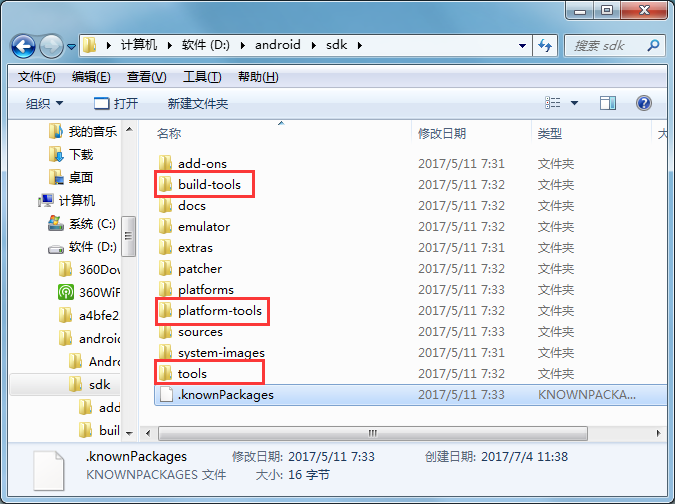 计算机 ▸ 软件 (D:) ▸ android ▸ sdk ▸
搜索 sdk
文件(F) 编辑(E) 查看(V) 工具(T) 帮助(H)
组织 打开 新建文件夹
名称 修改日期 类型 大
我的音乐
下载
桌面
计算机
系统 (C:)
软件 (D:)
360Dow
360WiF
a4bfe2
android
Andr
sdk
add
buil
add-ons 2017/5/11 7:31 文件夹
build-tools 2017/5/11 7:32 文件夹
docs 2017/5/11 7:32 文件夹
emulator 2017/5/11 7:32 文件夹
extras 2017/5/11 7:31 文件夹
patcher 2017/5/11 7:32 文件夹
platforms 2017/5/11 7:33 文件夹
platform-tools 2017/5/11 7:32 文件夹
sources 2017/5/11 7:33 文件夹
system-images 2017/5/11 7:31 文件夹
tools 2017/5/11 7:32 文件夹
.knownPackages 2017/5/11 7:33 KNOWNPACKA...
.knownPackages 修改日期: 2017/5/11 7:33 创建日期: 2017/7/4 11:38
KNOWNPACKAGES 文件 大小: 16 字节